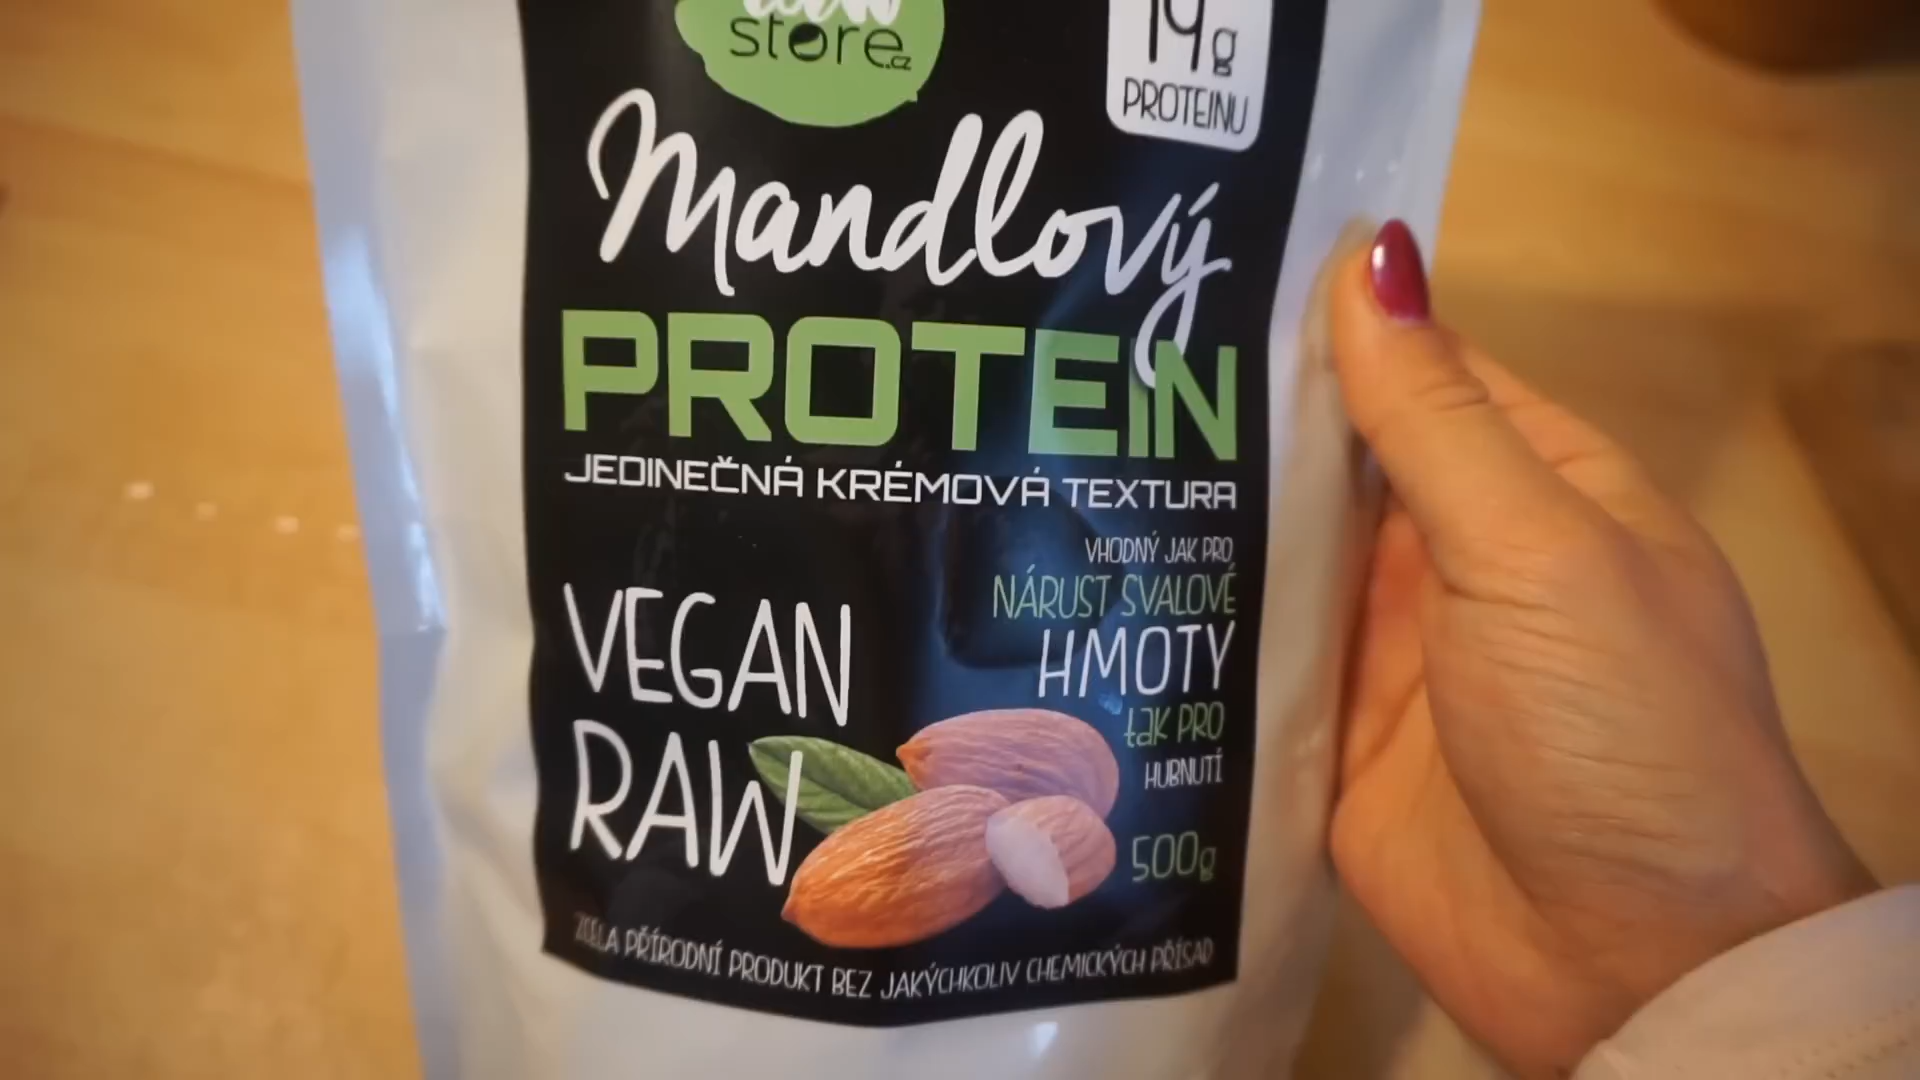 store.cz
g
PROTEINU
Mandlový
PROTEIN
JEDINEČNÁ KRÉMOVÁ TEXTURA
VHODNÝ JAK PRO
NÁRUST SVALOVÉ
HMOTY
tak PRO
HUBNUTÍ
VEGAN
RAW
500g
ZCELA PŘÍRODNÍ PRODUKT BEZ JAKÝCHKOLIV CHEMICKÝCH PŘÍSAD